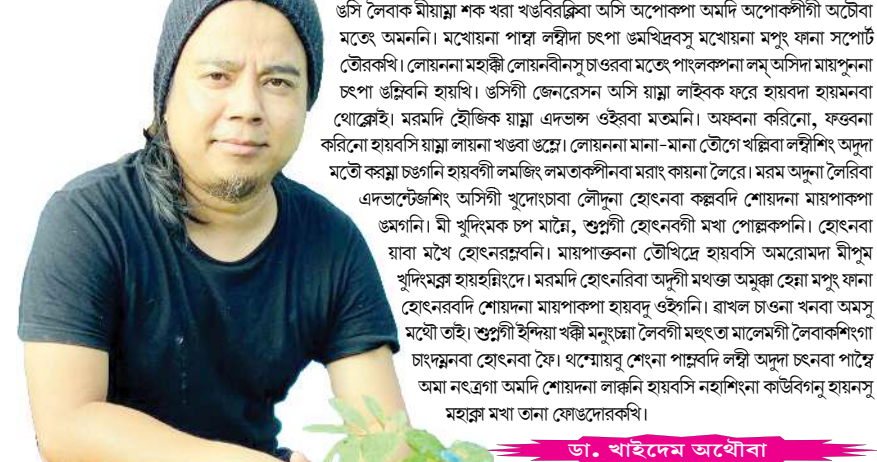 ঙসি লৈবাক মীয়াম্না শক খরা খঙবিরক্লিবা অসি অপোকপা অমদি অপোকপীগী অচৌবা
মতেং অমননি। মখোয়না পাম্বা লম্বীদা চৎপা ঙমখিদ্রবসু মখোয়না মপুং ফানা সপোর্ট
তৌরকখি। লোয়ননা মহাক্কী লোয়নবীনসু চাওরবা মতেং পাংলকপনা লম্ অসিদা মায়পুননা
চৎপা ঙম্লিবনি হায়খি। ঙসিগী জেনরেসন অসি য়াম্না লাইবক ফরে হায়বদা হায়মনবা
থোক্লোই। মরমদি হৌজিক য়াম্না এদভান্স ওইরবা মতমনি। অফবনা করিনো, ফত্তবনা
করিনো হায়বসি য়াম্না লায়না খঙবা ঙম্লে। লোয়ননা মানা-মানা তৌগে খল্লিবা লম্বীশিং অদুদা
মতৌ করম্না চঙগনি হায়বগী লমজিং লমতাকপীনবা মরাং কায়না লৈরে। মরম অদুনা লৈরিবা
এদভান্টেজশিং অসিগী খুদোংচাবা লৌদুনা হোৎনবা কল্লবদি শোয়দনা মায়পাকপা
ঙমগনি। মী খুদিংমক চপ মান্নৈ, শুপ্নগী হোৎনবগী মখা পোল্লকপনি। হোৎনবা
য়াবা মখৈ হোৎনরম্লবনি। মায়পাক্তবনা তৌখিদ্রে হায়বসি অমরোমদা মীপুম
খুদিংমক্না হায়হন্নিংদে। মরমদি হোৎনরিবা অদুগী মথক্তা অমুক্কা হেন্না মপুং ফানা
হোৎনরবদি শোয়দনা মায়পাকপা হায়বদু ওইগনি। ৱাখল চাওনা খনবা অমসু
মথৌ তাই। শুপ্নগী ইন্দিয়া খক্কী মনুংচন্না লৈবগী মহুৎতা মালেমগী লৈবাকশিংগা
চাংদম্ননবা হোৎনবা ফৈ। থম্মোয়বু শেংনা পাম্লবদি লম্বী অদুদা চৎনবা পাম্বৈ
অমা নৎত্রগা অমদি শোয়দনা লাক্কনি হায়বসি নহাশিংনা কাউবিগনু হায়নসু
মহাক্না মখা তানা ফোঙদোরকখি।
ডা. খাইদেম অথৌবা